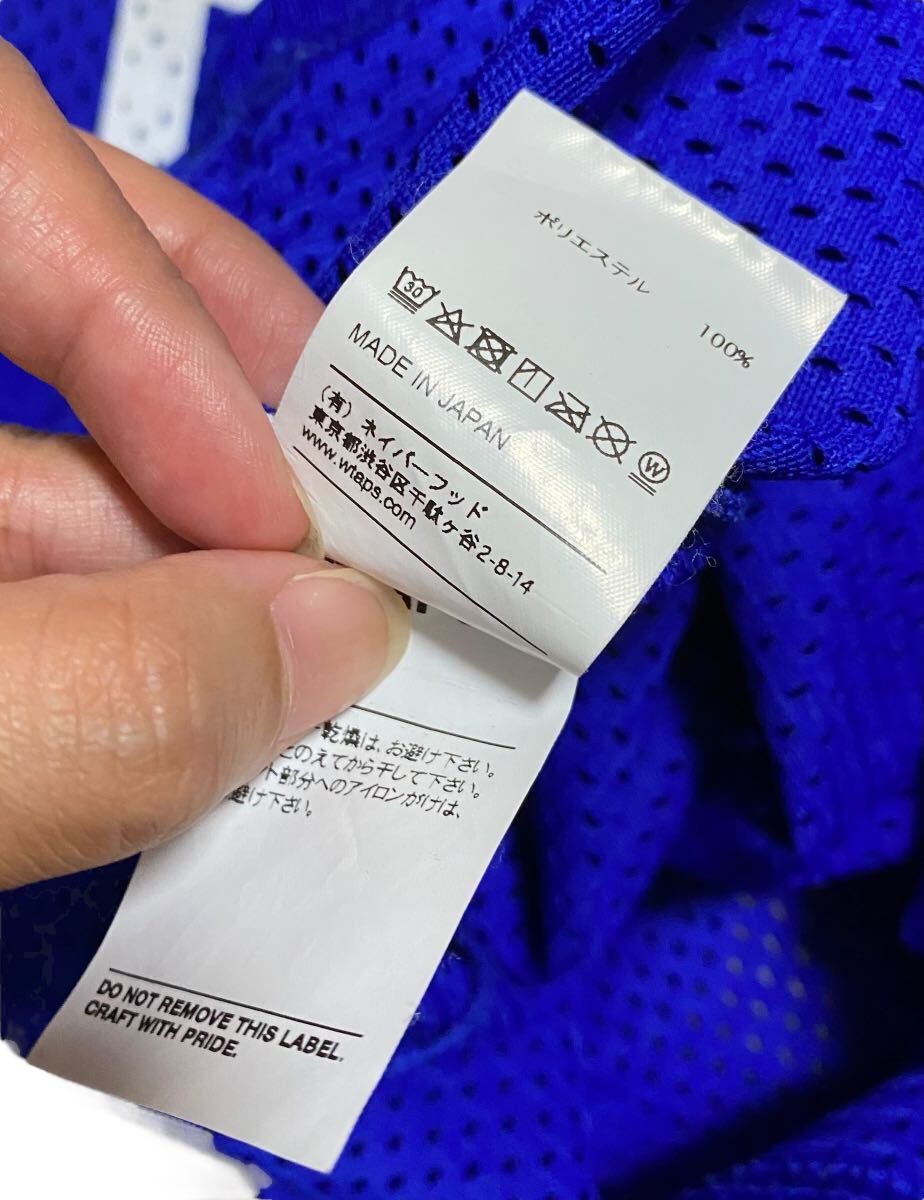 ポリエステル
100%
30
W
MADE IN JAPAN
(有) ネイバーフッド
東京都渋谷区千駄ヶ谷2-8-14
www.wtaps.com
乾燥は、お避け下さい。
このえてから干して下さい。
ト部分へのアイロンがけは、
避け下さい。
DO NOT REMOVE THIS LABEL.
CRAFT WITH PRIDE.